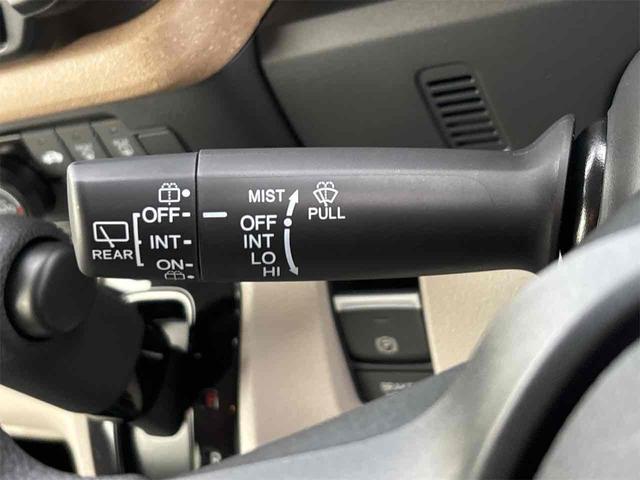 OFF
INT
ON
REAR
MIST
OFF
INT
LO
HI
PULL
P